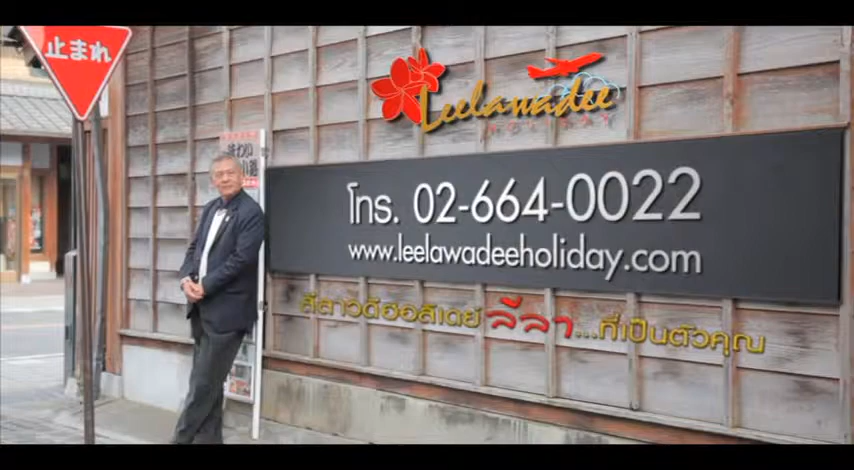 止まれ
Leelawadee
HOLIDAY
โทร. 02-664-0022
www.leelawadeeholiday.com
ลีลาวดีฮอลิเดย์ ลีลา...ที่เป็นตัวคุณ